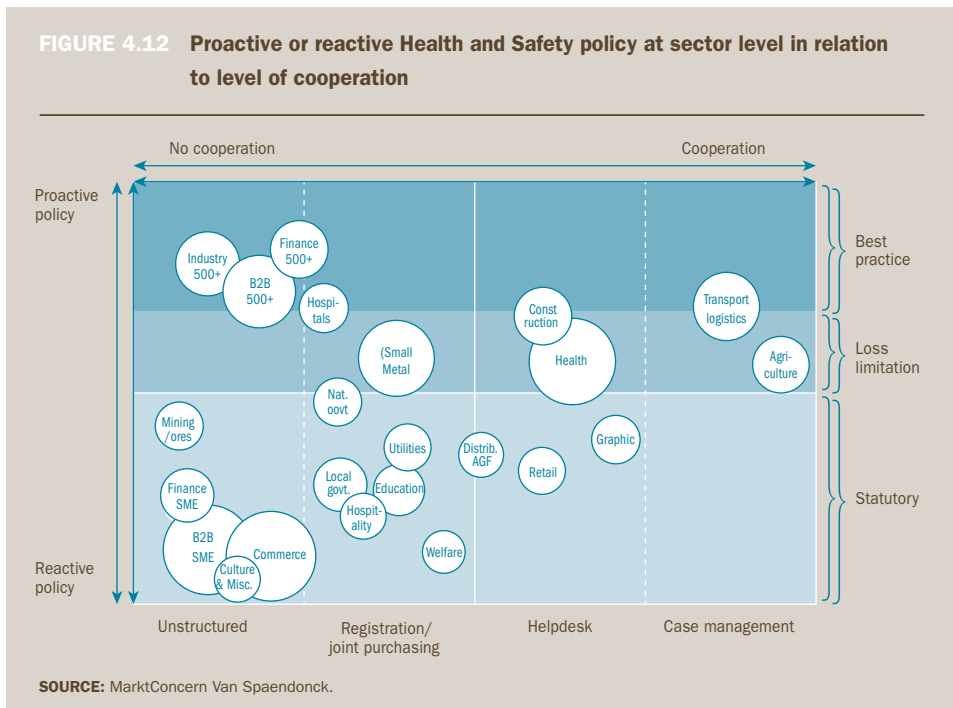 FIGURE 4.12 Proactive or reactive Health and Safety policy at sector level in relation
to level of cooperation
No cooperation
Cooperation
Proactive
policy
Reactive
policy
Industry
500+
B2B
500+
Finance
500+
Hospi-
tals
(Small
Metal
Const
ruction
Health
Transport
logistics
Agri-
culture
Nat.
oovt
Mining
/ores
Utilities
Distrib.
AGF
Graphic
Retail
Finance
SME
Local
govt.
Education
Hospit-
ality
B2B
SME
Commerce
Culture
& Misc.
Welfare
Best
practice
Loss
limitation
Statutory
Unstructured
Registration/
joint purchasing
Helpdesk
Case management
SOURCE: MarktConcern Van Spaendonck.